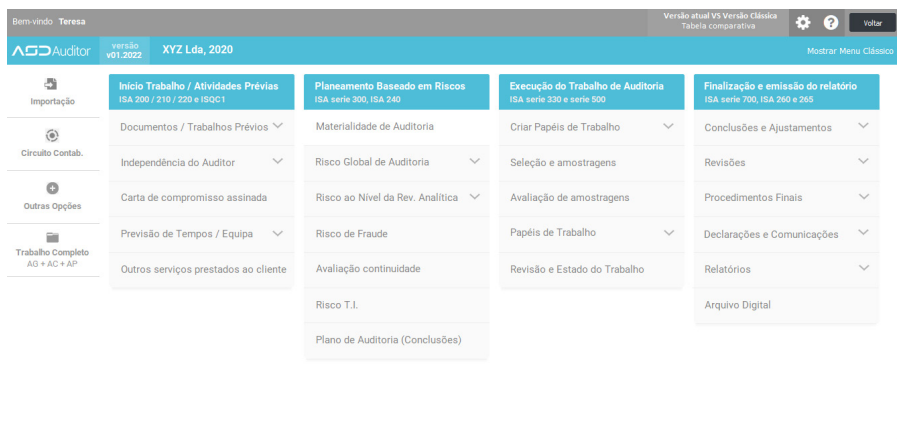 Bem-vindo Teresa
Versão atual VS Versão Clássica
Tabela comparativa
Voltar
ASDAuditor
versão
v01.2022
XYZ Lda, 2020
Mostrar Menu Clássico
Importação
Circuito Contab.
Outras Opções
Trabalho Completo
AG + AC + AP
Início Trabalho / Atividades Prévias
ISA 200 / 210 / 220 e ISQC1
Documentos / Trabalhos Prévios
Independência do Auditor
Carta de compromisso assinada
Previsão de Tempos / Equipa
Outros serviços prestados ao cliente
Planeamento Baseado em Riscos
ISA serie 300, ISA 240
Materialidade de Auditoria
Risco Global de Auditoria
Risco ao Nível da Rev. Analítica
Risco de Fraude
Avaliação continuidade
Risco T.I.
Plano de Auditoria (Conclusões)
Execução do Trabalho de Auditoria
ISA serie 330 e serie 500
Criar Papéis de Trabalho
Seleção e amostragens
Avaliação de amostragens
Papéis de Trabalho
Revisão e Estado do Trabalho
Finalização e emissão do relatório
ISA serie 700, ISA 260 e 265
Conclusões e Ajustamentos
Revisões
Procedimentos Finais
Declarações e Comunicações
Relatórios
Arquivo Digital